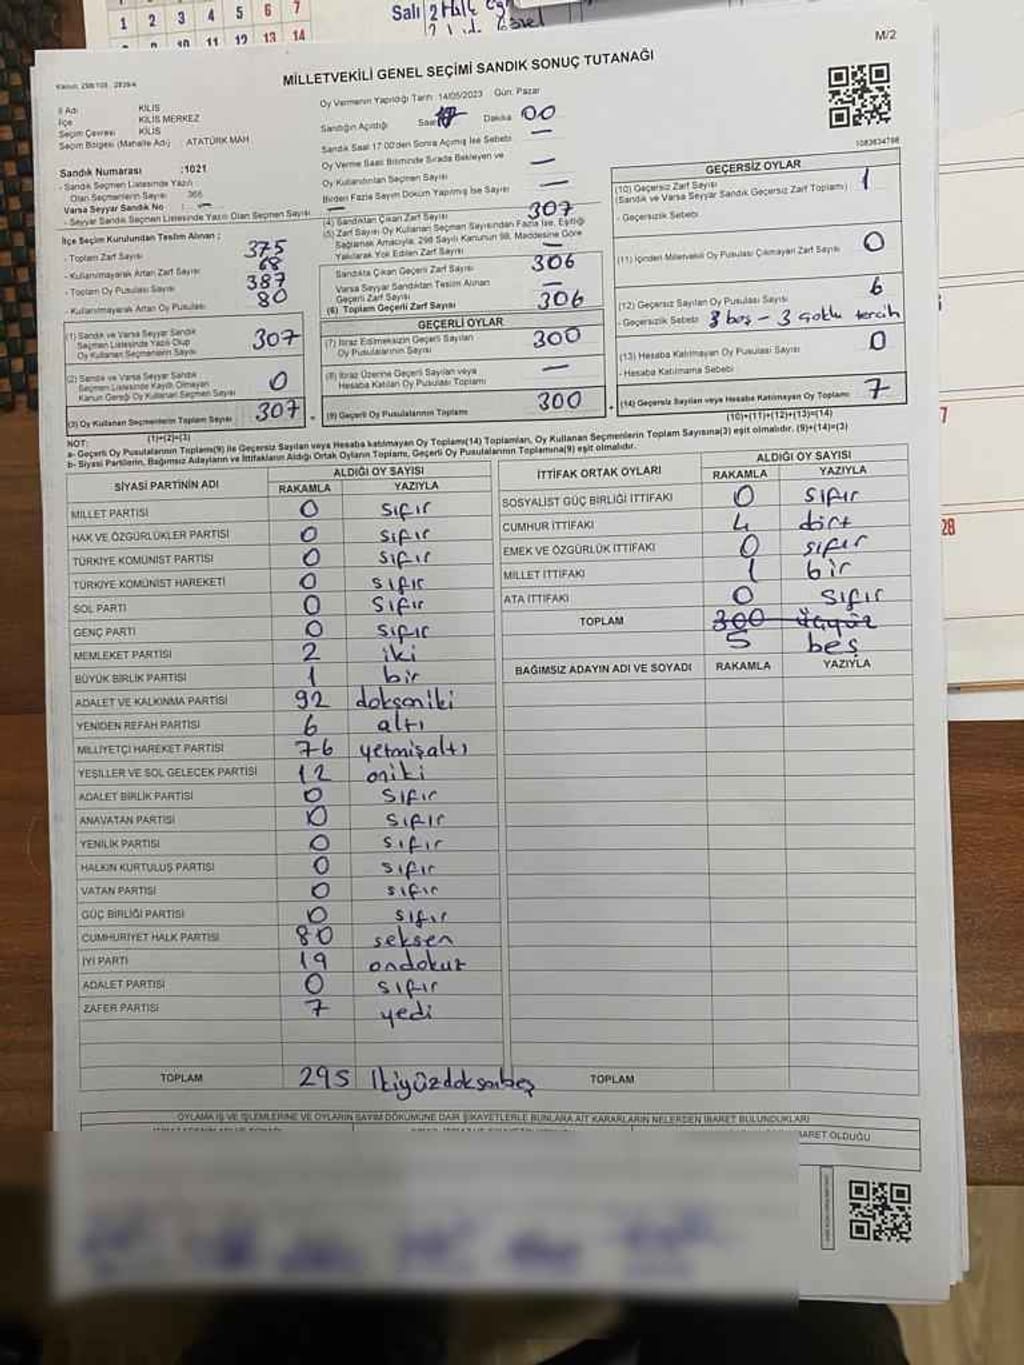 1 2 3 4 5 6 7
10 11 12 13 14
Salı
M/2
MİLLETVEKİLİ GENEL SEÇİMİ SANDIK SONUÇ TUTANAĞI
İl Adı KİLİS
İlçe KİLİS MERKEZ
Seçim Çevresi KİLİS
Seçim Bölgesi (Mahalle Adı) : ATATÜRK MAH
Oy Vermenin Yapıldığı Tarih :14/05/2023 Gün: Pazar
Sandığın Açıldığı Saat 17 Dakika 00
Sandık Saat 17:00'den Sonra Açılmış İse Sebebi —
Oy Verme Saati Bitiminde Sırada Bekleyen ve
Oy Kullandırılan Seçmen Sayısı —
Birden Fazla Sayım Döküm Yapılmış İse Sayısı —
1083634798
Sandık Numarası :1021
- Sandık Seçmen Listesinde Yazılı
Olan Seçmenlerin Sayısı 366
Varsa Seyyar Sandık No : —
- Seyyar Sandık Seçmen Listesinde Yazılı Olan Seçmen Sayısı —
İlçe Seçim Kurulundan Teslim Alınan ;
- Toplam Zarf Sayısı 375
- Kullanılmayarak Artan Zarf Sayısı 68
- Toplam Oy Pusulası Sayısı 387
- Kullanılmayarak Artan Oy Pusulası 80
(1) Sandık ve Varsa Seyyar Sandık
Seçmen Listesinde Yazılı Olup
Oy Kullanan Seçmenlerin Sayısı 307
(2) Sandık ve Varsa Seyyar Sandık
Seçmen Listesinde Kaydı Olmayan
Kanun Gereği Oy Kullanan Seçmen Sayısı 0
(3) Oy Kullanan Seçmenlerin Toplam Sayısı 307
(1)+(2)=(3)
(4) Sandıktan Çıkan Zarf Sayısı 307
(5) Zarf Sayısı Oy Kullanan Seçmen Sayısından Fazla İse, Eşitliği
Sağlamak Amacıyla, 298 Sayılı Kanunun 98. Maddesine Göre
Yakılarak Yok Edilen Zarf Sayısı —
Sandıkta Çıkan Geçerli Zarf Sayısı 306
Varsa Seyyar Sandıktan Teslim Alınan
Geçerli Zarf Sayısı —
(6) Toplam Geçerli Zarf Sayısı 306
GEÇERLİ OYLAR
(7) İtiraz Edilmeksizin Geçerli Sayılan
Oy Pusulalarının Sayısı 300
(8) İtiraz Üzerine Geçerli Sayılan veya
Hesaba Katılan Oy Pusulası Toplamı —
(9) Geçerli Oy Pusulalarının Toplamı 300
GEÇERSİZ OYLAR
(10) Geçersiz Zarf Sayısı 1
(Sandık ve Varsa Seyyar Sandık Geçersiz Zarf Toplamı)
- Geçersizlik Sebebi
(11) İçinden Milletvekili Oy Pusulası Çıkmayan Zarf Sayısı 0
(12) Geçersiz Sayılan Oy Pusulası Sayısı 6
- Geçersizlik Sebebi 3 boş - 3 çoklu tercih
(13) Hesaba Katılmayan Oy Pusulası Sayısı 0
- Hesaba Katılmama Sebebi
(14) Geçersiz Sayılan veya Hesaba Katılmayan Oy Toplamı 7
(10)+(11)+(12)+(13)=(14)
NOT:
a- Geçerli Oy Pusulalarının Toplamı(9) ile Geçersiz Sayılan veya Hesaba katılmayan Oy Toplamı(14) Toplamları, Oy Kullanan Seçmenlerin Toplam Sayısına(3) eşit olmalıdır. (9)+(14)=(3)
b- Siyasi Partilerin, Bağımsız Adayların ve İttifakların Aldığı Ortak Oyların Toplamı, Geçerli Oy Pusulalarının Toplamına(9) eşit olmalıdır.
SİYASİ PARTİNİN ADI ALDIĞI OY SAYISI
RAKAMLA YAZIYLA
MİLLET PARTİSİ 0 sıfır
HAK VE ÖZGÜRLÜKLER PARTİSİ 0 sıfır
TÜRKİYE KOMÜNİST PARTİSİ 0 sıfır
TÜRKİYE KOMÜNİST HAREKETİ 0 sıfır
SOL PARTİ 0 sıfır
GENÇ PARTİ 0 sıfır
MEMLEKET PARTİSİ 2 iki
BÜYÜK BİRLİK PARTİSİ 1 bir
ADALET VE KALKINMA PARTİSİ 92 doksaniki
YENİDEN REFAH PARTİSİ 6 altı
MİLLİYETÇİ HAREKET PARTİSİ 76 yetmişaltı
YEŞİLLER VE SOL GELECEK PARTİSİ 12 oniki
ADALET BİRLİK PARTİSİ 0 sıfır
ANAVATAN PARTİSİ 0 sıfır
YENİLİK PARTİSİ 0 sıfır
HALKIN KURTULUŞ PARTİSİ 0 sıfır
VATAN PARTİSİ 0 sıfır
GÜÇ BİRLİĞİ PARTİSİ 0 sıfır
CUMHURİYET HALK PARTİSİ 80 seksen
İYİ PARTİ 19 ondokuz
ADALET PARTİSİ 0 sıfır
ZAFER PARTİSİ 7 yedi
TOPLAM 295 İkiyüzdoksanbeş
İTTİFAK ORTAK OYLARI ALDIĞI OY SAYISI
RAKAMLA YAZIYLA
SOSYALİST GÜÇ BİRLİĞİ İTTİFAKI 0 sıfır
CUMHUR İTTİFAKI 4 dört
EMEK VE ÖZGÜRLÜK İTTİFAKI 0 sıfır
MİLLET İTTİFAKI 1 bir
ATA İTTİFAKI 0 sıfır
TOPLAM 300 üçyüz
5 beş
BAĞIMSIZ ADAYIN ADI VE SOYADI RAKAMLA YAZIYLA
TOPLAM
OYLAMA İŞ VE İŞLEMLERİNE VE OYLARIN SAYIM DÖKÜMÜNE DAİR ŞİKAYETLERLE BUNLARA AİT KARARLARIN NELERDEN İBARET BULUNDUKLARI
BARET OLDUĞU
7
28